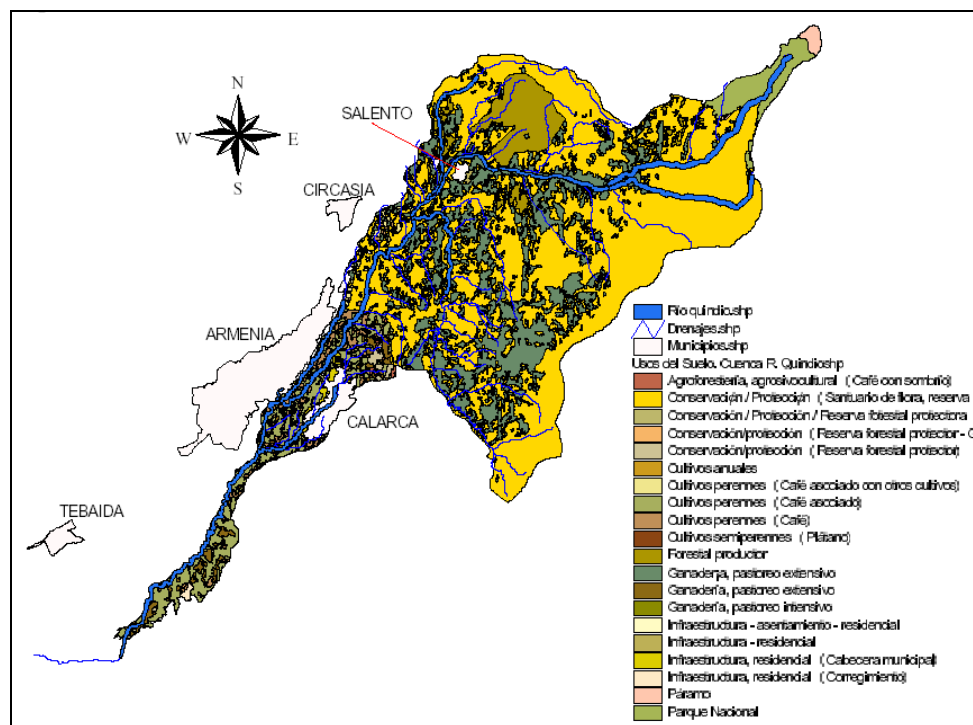 N
W E
S
SALENTO
CIRCASIA
ARMENIA
CALARCA
TEBAIDA
Río quindio.shp
Drenajes.shp
Municipios.shp
Usos del Suelo. Cuenca R. Quindio.shp
Agroforestería, agrosivocultural (Café con sombrío)
Conservación / Protección (Santuario de flora, reserva
Conservación / Protección / Reserva forestal protectora
Conservación/protección (Reserva forestal protector - C
Conservación/protección (Reserva forestal protector)
Cultivos anuales
Cultivos perennes (Café asociado con otros cultivos)
Cultivos perennes (Café asociado)
Cultivos perennes (Café)
Cultivos semiperennes (Plátano)
Forestal productor
Ganadería, pastoreo extensivo
Ganadería, pastoreo extensivo
Ganadería, pastoreo intensivo
Infraestructura - asentamiento - residencial
Infraestructura - residencial
Infraestructura, residencial (Cabecera municipal)
Infraestructura, residencial (Corregimiento)
Páramo
Parque Nacional